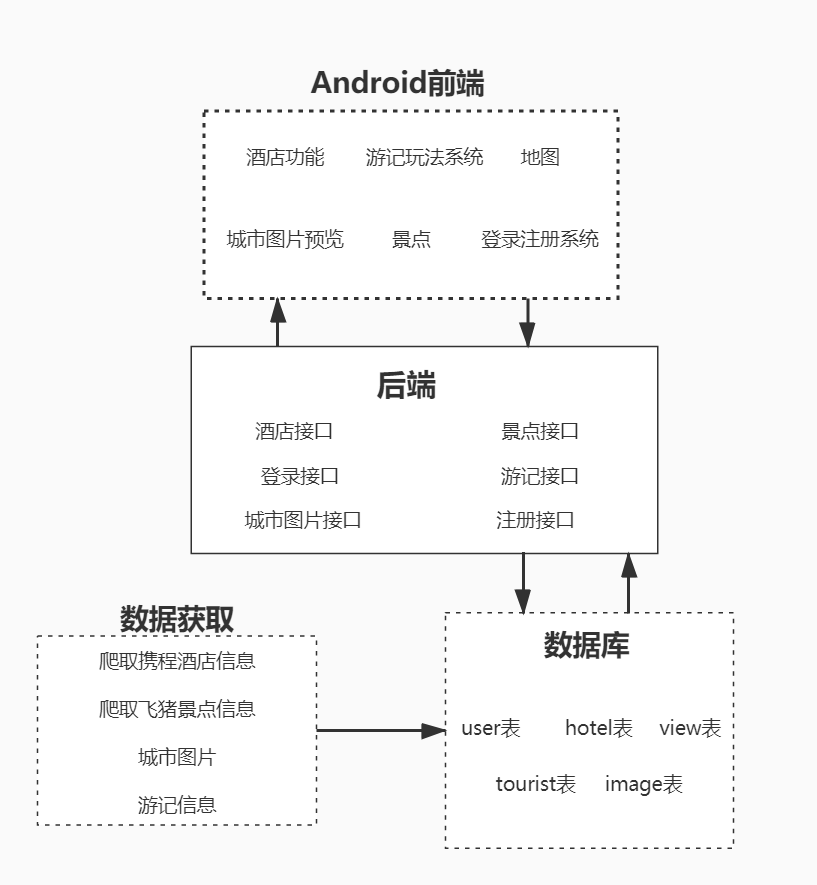 Android前端
酒店功能 游记玩法系统 地图
城市图片预览 景点 登录注册系统
后端
酒店接口 景点接口
登录接口 游记接口
城市图片接口 注册接口
数据获取
爬取携程酒店信息
爬取飞猪景点信息
城市图片
游记信息
数据库
user表 hotel表 view表
tourist表 image表